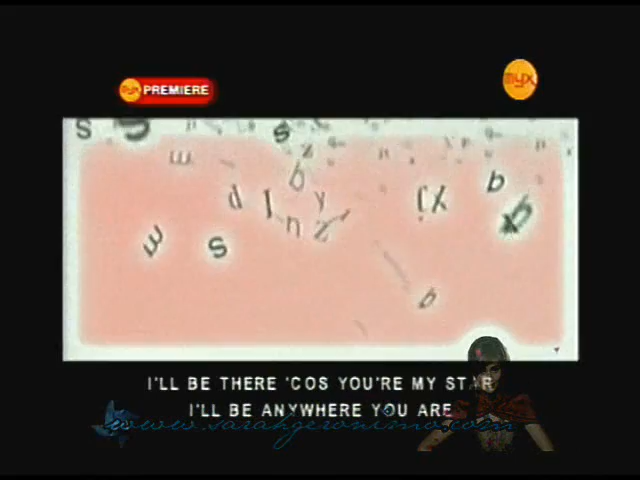 myx PREMIERE
myx
S S S
m z n b
d I b y n z
ʃX b
m s
b
I'LL BE THERE 'COS YOU'RE MY STAR
I'LL BE ANYWHERE YOU ARE
www.sarahgeronimo.com